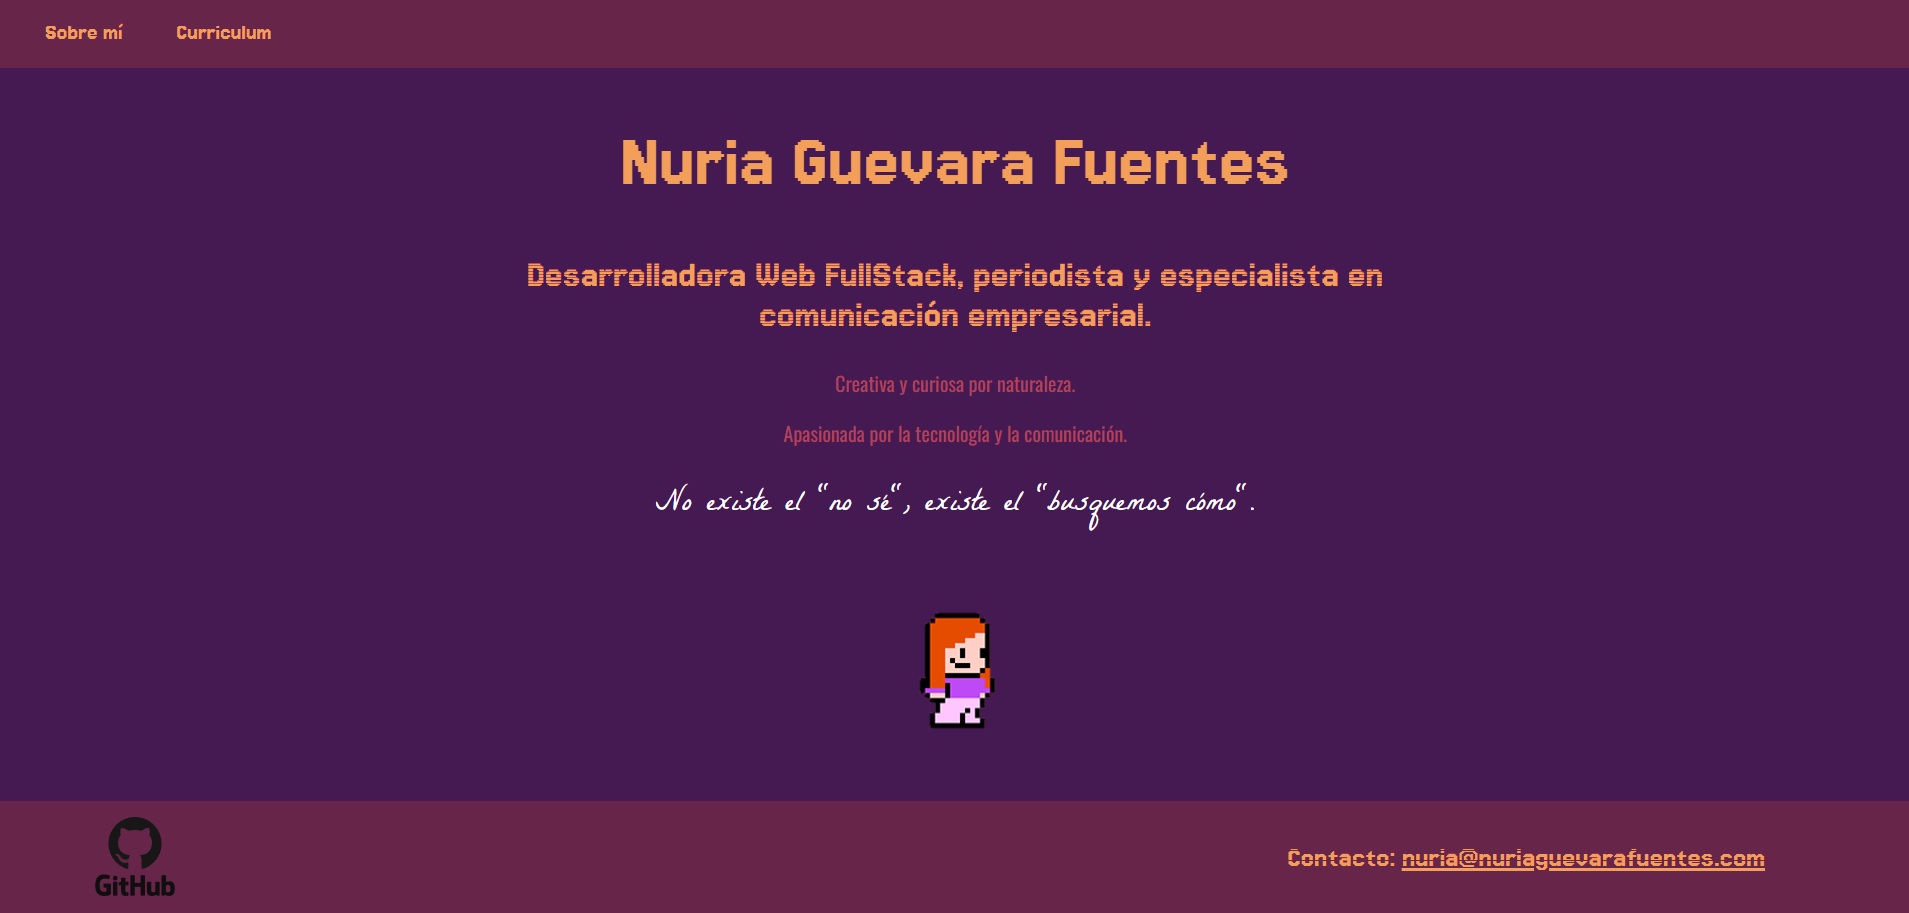 Sobre mí
Curriculum
Nuria Guevara Fuentes
Desarrolladora Web FullStack, periodista y especialista en
comunicación empresarial.
Creativa y curiosa por naturaleza.
Apasionada por la tecnología y la comunicación.
No existe el "no sé", existe el "busquemos cómo".
GitHub
Contacto: nuria@nuriaguevarafuentes.com